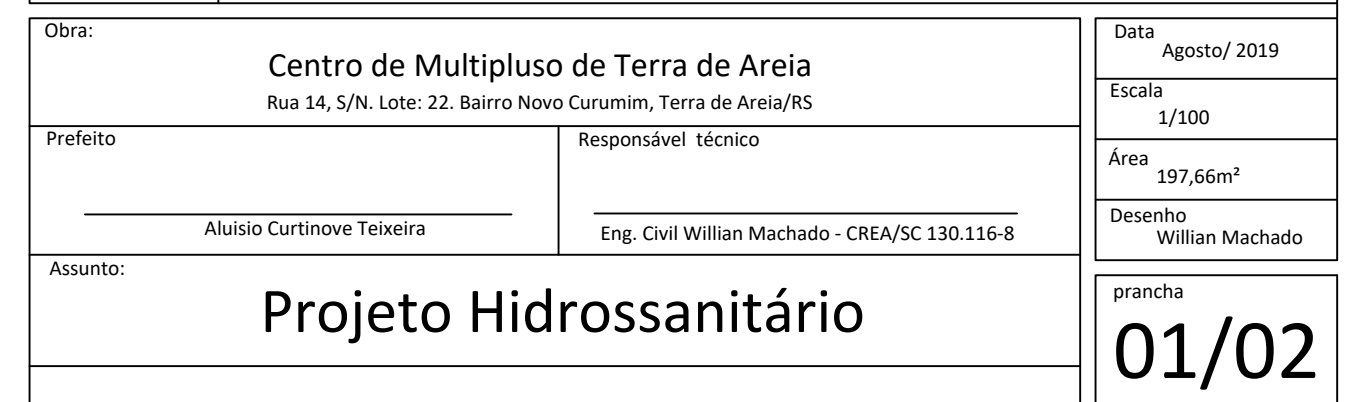 Obra:
Centro de Multipluso de Terra de Areia
Rua 14, S/N. Lote: 22. Bairro Novo Curumim, Terra de Areia/RS
Prefeito
Aluisio Curtinove Teixeira
Responsável técnico
Eng. Civil Willian Machado - CREA/SC 130.116-8
Assunto:
Projeto Hidrossanitário
Data
Agosto/ 2019
Escala
1/100
Área
197,66m²
Desenho
Willian Machado
prancha
01/02